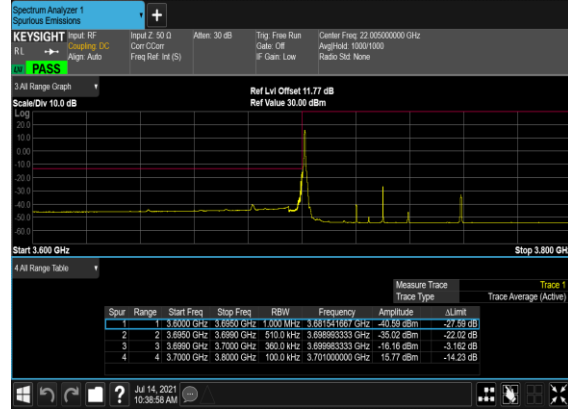 Spectrum Analyzer 1
Spurious Emissions
KEYSIGHT Input: RF Input Z: 50 Ω Atten: 30 dB Trig: Free Run Center Freq: 22.005000000 GHz
RL Coupling: DC Corr CCorr Gate: Off Avg|Hold: 1000/1000
Align: Auto Freq Ref: Int (S) IF Gain: Low Radio Std: None
PASS
3 All Range Graph
Ref Lvl Offset 11.77 dB
Scale/Div 10.0 dB Ref Value 30.00 dBm
Log
20.0
10.0
0.00
-10.0
-20.0
-30.0
-40.0
-50.0
-60.0
Start 3.600 GHz Stop 3.800 GHz
4 All Range Table
Measure Trace Trace 1
Trace Type Trace Average (Active)
Spur Range Start Freq Stop Freq RBW Frequency Amplitude ΔLimit
1 1 3.6000 GHz 3.6950 GHz 1.000 MHz 3.681541667 GHz -40.59 dBm -27.59 dB
2 2 3.6950 GHz 3.6990 GHz 510.0 kHz 3.698993333 GHz -35.02 dBm -22.02 dB
3 3 3.6990 GHz 3.7000 GHz 360.0 kHz 3.699983333 GHz -16.16 dBm -3.162 dB
4 4 3.7000 GHz 3.8000 GHz 100.0 kHz 3.701000000 GHz 15.77 dBm -14.23 dB
Jul 14, 2021
10:38:58 AM